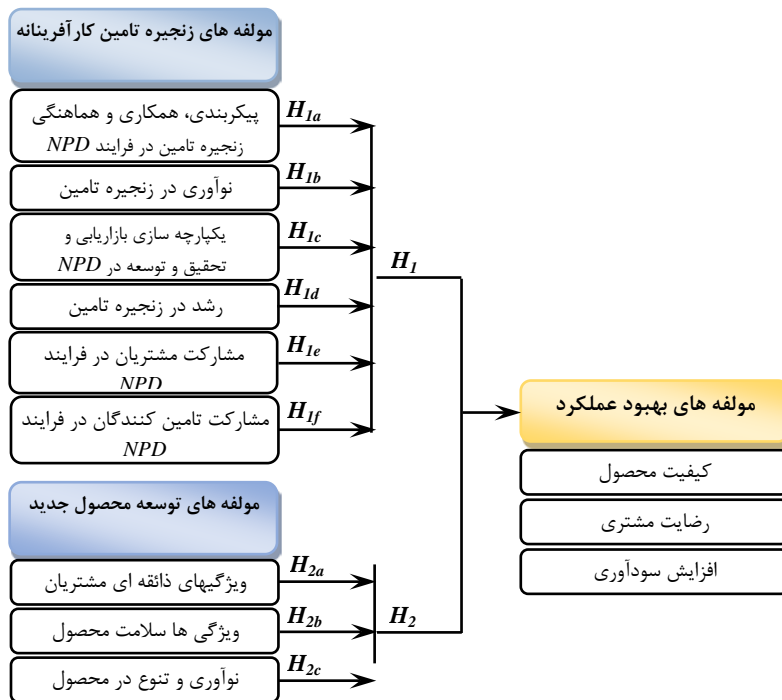 مولفه های زنجیره تامین کارآفرینانه
پیکربندی، همکاری و هماهنگی
زنجیره تامین در فرایند NPD
H1a
نوآوری در زنجیره تامین
H1b
یکپارچه سازی بازاریابی و
تحقیق و توسعه در NPD
H1c
رشد در زنجیره تامین
H1d
مشارکت مشتریان در فرایند
NPD
H1e
مشارکت تامین کنندگان در فرایند
NPD
H1f
H1
مولفه های توسعه محصول جدید
ویژگیهای ذائقه ای مشتریان
H2a
ویژگی ها سلامت محصول
H2b
نوآوری و تنوع در محصول
H2c
H2
مولفه های بهبود عملکرد
کیفیت محصول
رضایت مشتری
افزایش سودآوری